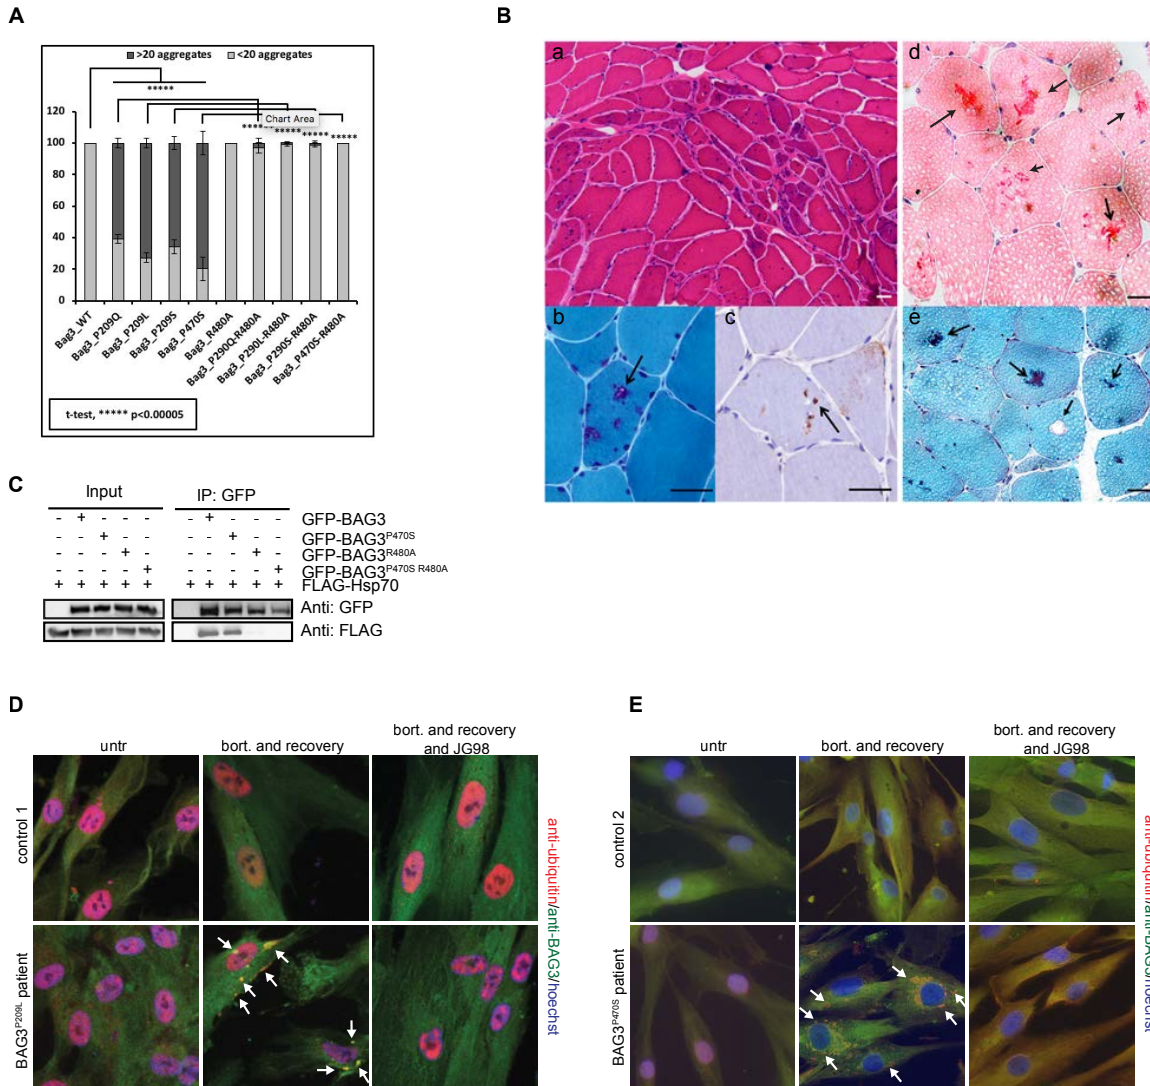 A
>20 aggregates <20 aggregates
*****
Chart Area
******
*****
*****
*****
120
100
80
60
40
20
0
Bag3_WT
Bag3_P209Q
Bag3_P209L
Bag3_P209S
Bag3_P470S
Bag3_R480A
Bag3_P290Q-R480A
Bag3_P290L-R480A
Bag3_P290S-R480A
Bag3_P470S-R480A
t-test, ***** p<0.00005
B
a
b
c
d
e
C
Input IP: GFP
- + - - - - + - - - GFP-BAG3
- - + - - - - + - - GFP-BAG3P470S
- - - + - - - - + - GFP-BAG3R480A
- - - - + - - - - + GFP-BAG3P470S R480A
+ + + + + + + + + + FLAG-Hsp70
Anti: GFP
Anti: FLAG
D
untr
bort. and recovery
bort. and recovery
and JG98
control 1
BAG3P209L patient
anti-ubiquitin/anti-BAG3/hoechst
E
untr
bort. and recovery
bort. and recovery
and JG98
control 2
BAG3P470S patient